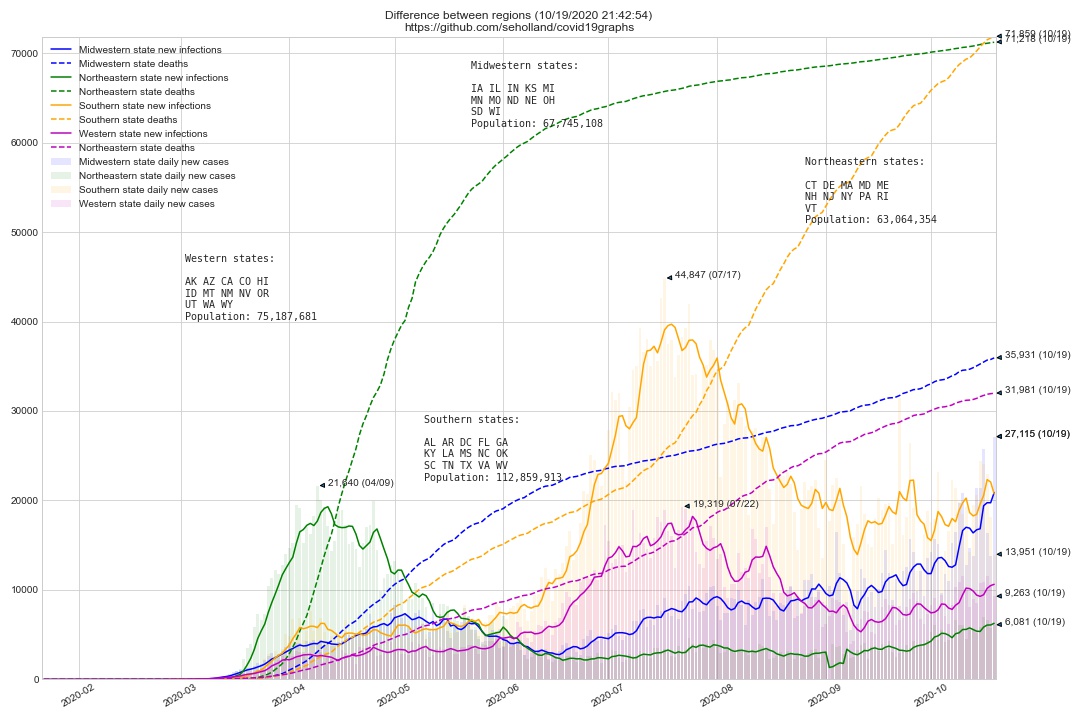 Difference between regions (10/19/2020 21:42:54)
https://github.com/seholland/covid19graphs
Midwestern state new infections
Midwestern state deaths
Northeastern state new infections
Northeastern state deaths
Southern state new infections
Southern state deaths
Western state new infections
Northeastern state deaths
Midwestern state daily new cases
Northeastern state daily new cases
Southern state daily new cases
Western state daily new cases
Midwestern states:
IA IL IN KS MI
MN MO ND NE OH
SD WI
Population: 67,745,108
Northeastern states:
CT DE MA MD ME
NH NJ NY PA RI
VT
Population: 63,064,354
Western states:
AK AZ CA CO HI
ID MT NM NV OR
UT WA WY
Population: 75,187,681
Southern states:
AL AR DC FL GA
KY LA MS NC OK
SC TN TX VA WV
Population: 112,859,913
71,859 (10/19)
71,218 (10/19)
44,847 (07/17)
35,931 (10/19)
31,981 (10/19)
27,115 (10/19)
21,640 (04/09)
19,319 (07/22)
13,951 (10/19)
9,263 (10/19)
6,081 (10/19)
70000
60000
50000
40000
30000
20000
10000
0
2020-02
2020-03
2020-04
2020-05
2020-06
2020-07
2020-08
2020-09
2020-10